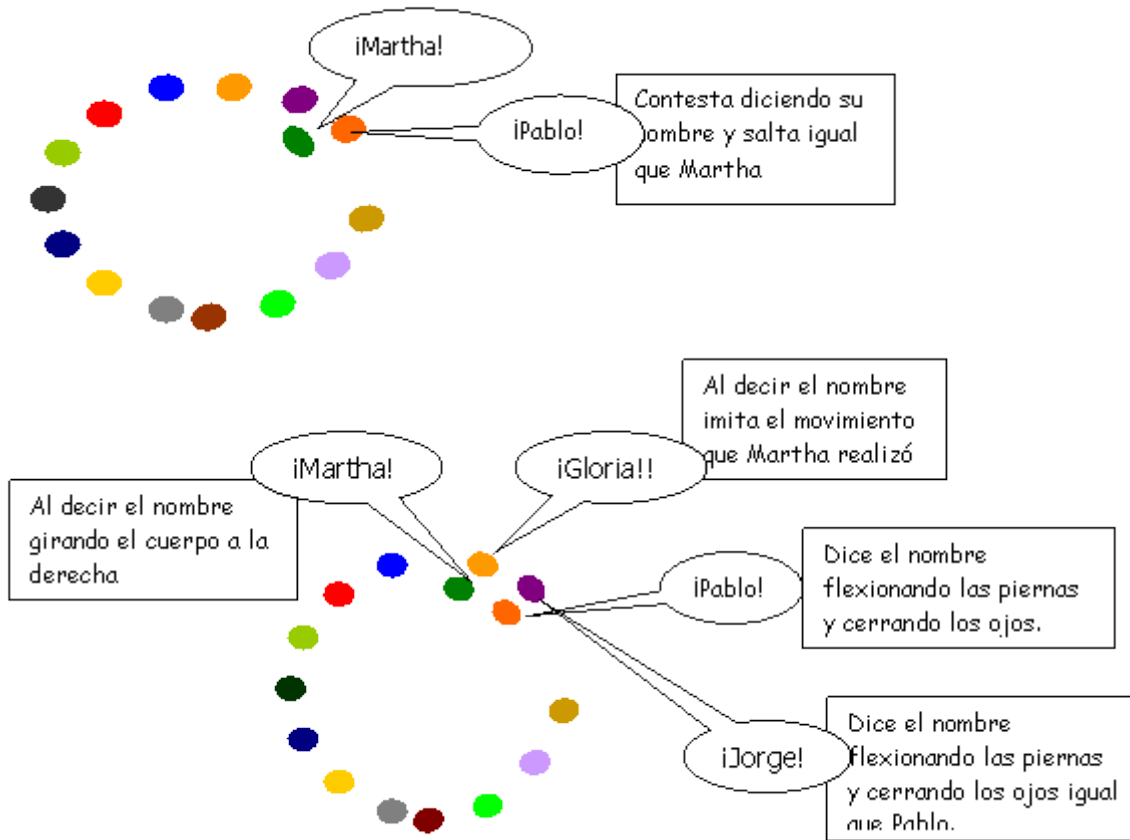 ¡Martha!
Contesta diciendo su
nombre y salta igual
que Martha
¡Pablo!
Al decir el nombre
imita el movimiento
que Martha realizó
¡Martha!
¡Gloria!!
Al decir el nombre
girando el cuerpo a la
derecha
¡Pablo!
Dice el nombre
flexionando las piernas
y cerrando los ojos.
¡Jorge!
Dice el nombre
flexionando las piernas
y cerrando los ojos igual
que Pablo.